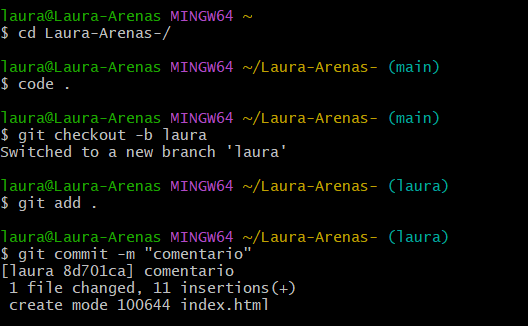 laura@Laura-Arenas MINGW64 ~
$ cd Laura-Arenas-/
laura@Laura-Arenas MINGW64 ~/Laura-Arenas- (main)
$ code .
laura@Laura-Arenas MINGW64 ~/Laura-Arenas- (main)
$ git checkout -b laura
Switched to a new branch 'laura'
laura@Laura-Arenas MINGW64 ~/Laura-Arenas- (laura)
$ git add .
laura@Laura-Arenas MINGW64 ~/Laura-Arenas- (laura)
$ git commit -m "comentario"
[laura 8d701ca] comentario
 1 file changed, 11 insertions(+)
 create mode 100644 index.html